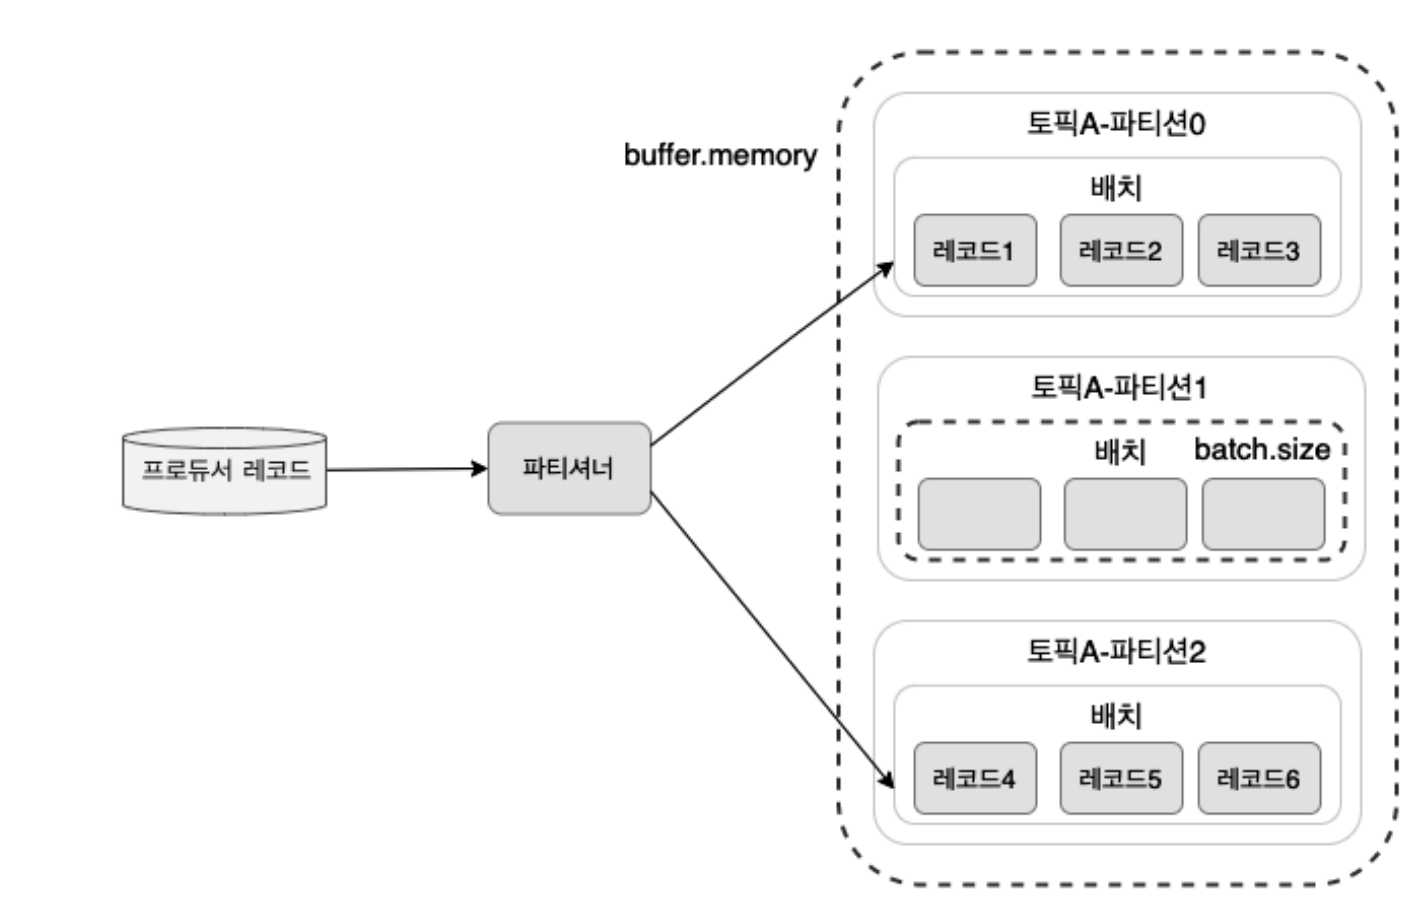 buffer.memory
토픽A-파티션0
배치
레코드1
레코드2
레코드3
토픽A-파티션1
배치
batch.size
프로듀서 레코드
파티셔너
토픽A-파티션2
배치
레코드4
레코드5
레코드6